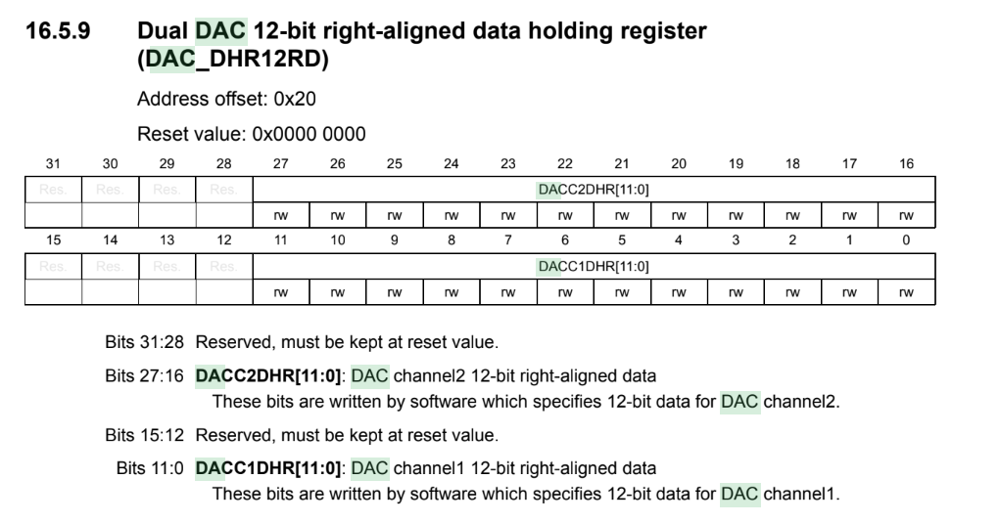 16.5.9 Dual DAC 12-bit right-aligned data holding register
(DAC_DHR12RD)
Address offset: 0x20
Reset value: 0x0000 0000
31 30 29 28 27 26 25 24 23 22 21 20 19 18 17 16
Res. Res. Res. Res. DACC2DHR[11:0]
rw rw rw rw rw rw rw rw rw rw rw rw
15 14 13 12 11 10 9 8 7 6 5 4 3 2 1 0
Res. Res. Res. Res. DACC1DHR[11:0]
rw rw rw rw rw rw rw rw rw rw rw rw
Bits 31:28 Reserved, must be kept at reset value.
Bits 27:16 DACC2DHR[11:0]: DAC channel2 12-bit right-aligned data
These bits are written by software which specifies 12-bit data for DAC channel2.
Bits 15:12 Reserved, must be kept at reset value.
Bits 11:0 DACC1DHR[11:0]: DAC channel1 12-bit right-aligned data
These bits are written by software which specifies 12-bit data for DAC channel1.